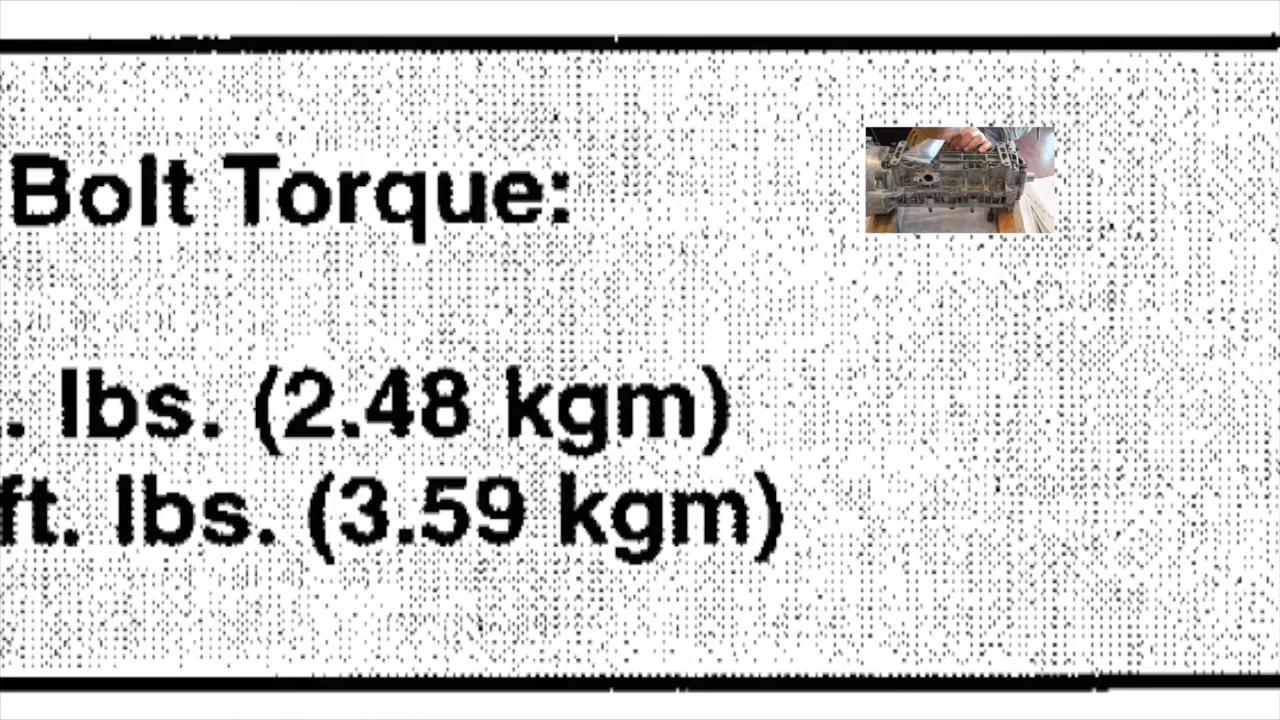 Bolt Torque:
. lbs. (2.48 kgm)
ft. lbs. (3.59 kgm)